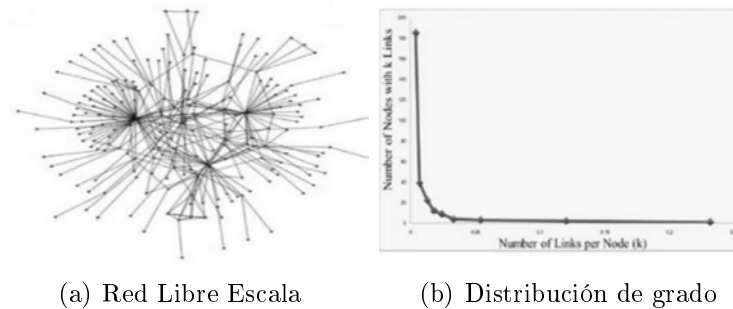 Number of Nodes with k Links
Number of Links per Node (k)
(a) Red Libre Escala
(b) Distribución de grado